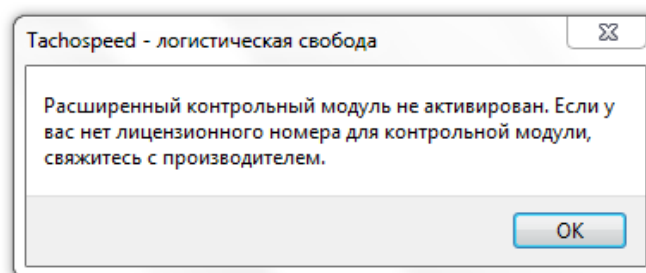 Tachospeed - логистическая свобода
Расширенный контрольный модуль не активирован. Если у
вас нет лицензионного номера для контрольной модули,
свяжитесь с производителем.
OK